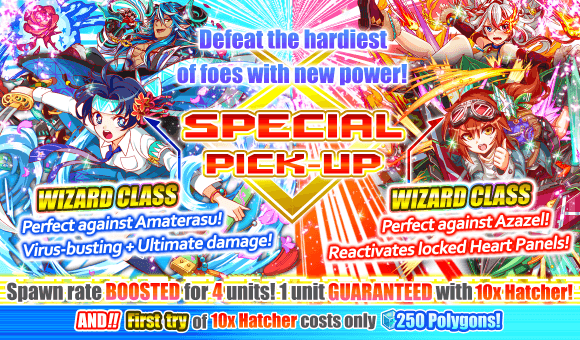 Defeat the hardiest
of foes with new power!
SPECIAL
PICK-UP
WIZARD CLASS
Perfect against Amaterasu!
Virus-busting + Ultimate damage!
WIZARD CLASS
Perfect against Azazel!
Reactivates locked Heart Panels!
Spawn rate BOOSTED for 4 units! 1 unit GUARANTEED with 10x Hatcher!
AND!! First try of 10x Hatcher costs only 250 Polygons!